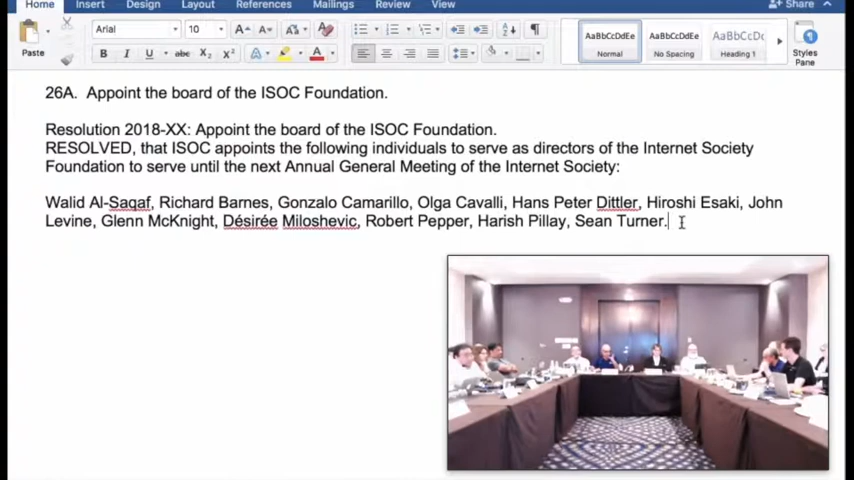 Home Insert Design Layout References Mailings Review View Share
Arial 10 AaBbCcDdEe AaBbCcDdEe AaBbCcDc
Paste B I U abc X₂ X² A Normal No Spacing Heading 1 Styles Pane
26A. Appoint the board of the ISOC Foundation.
Resolution 2018-XX: Appoint the board of the ISOC Foundation.
RESOLVED, that ISOC appoints the following individuals to serve as directors of the Internet Society
Foundation to serve until the next Annual General Meeting of the Internet Society:
Walid Al-Saqaf, Richard Barnes, Gonzalo Camarillo, Olga Cavalli, Hans Peter Dittler, Hiroshi Esaki, John
Levine, Glenn McKnight, Désirée Miloshevic, Robert Pepper, Harish Pillay, Sean Turner.